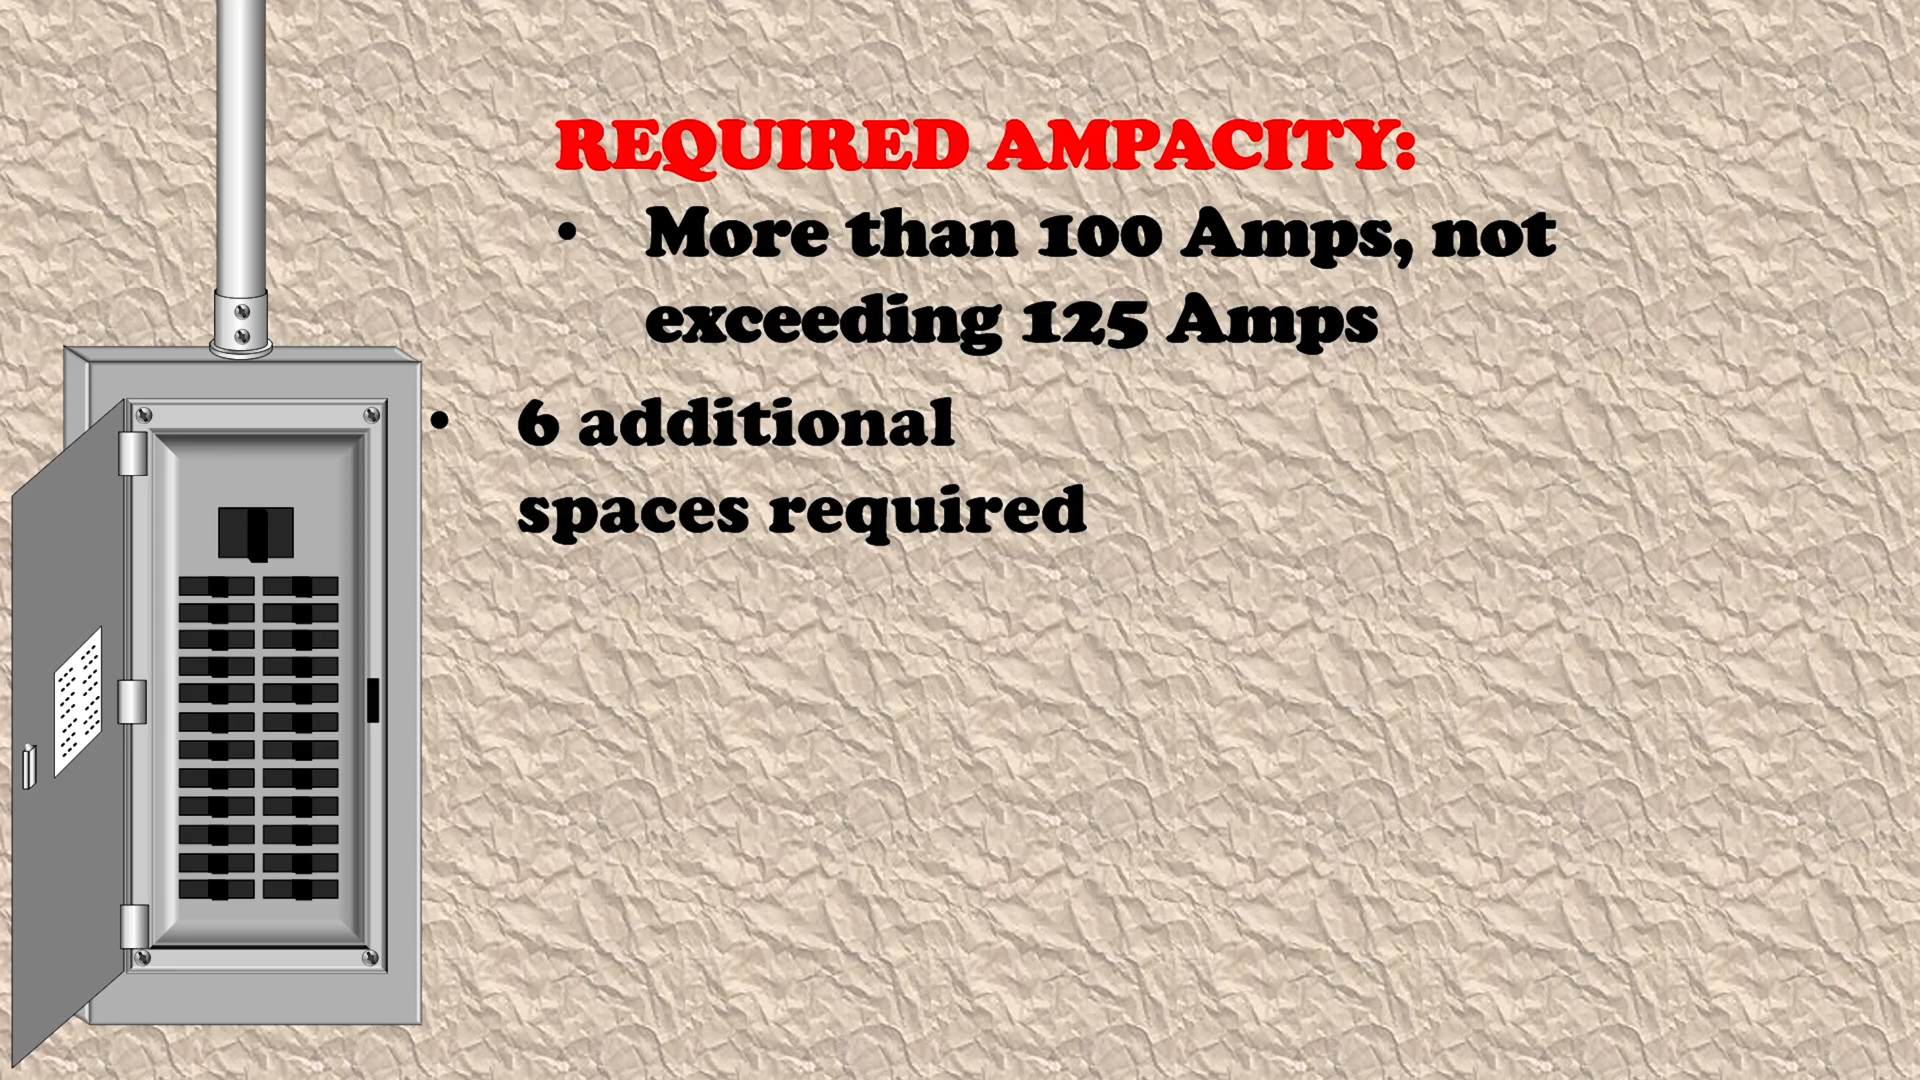 REQUIRED AMPACITY:
• More than 100 Amps, not
exceeding 125 Amps
• 6 additional
spaces required